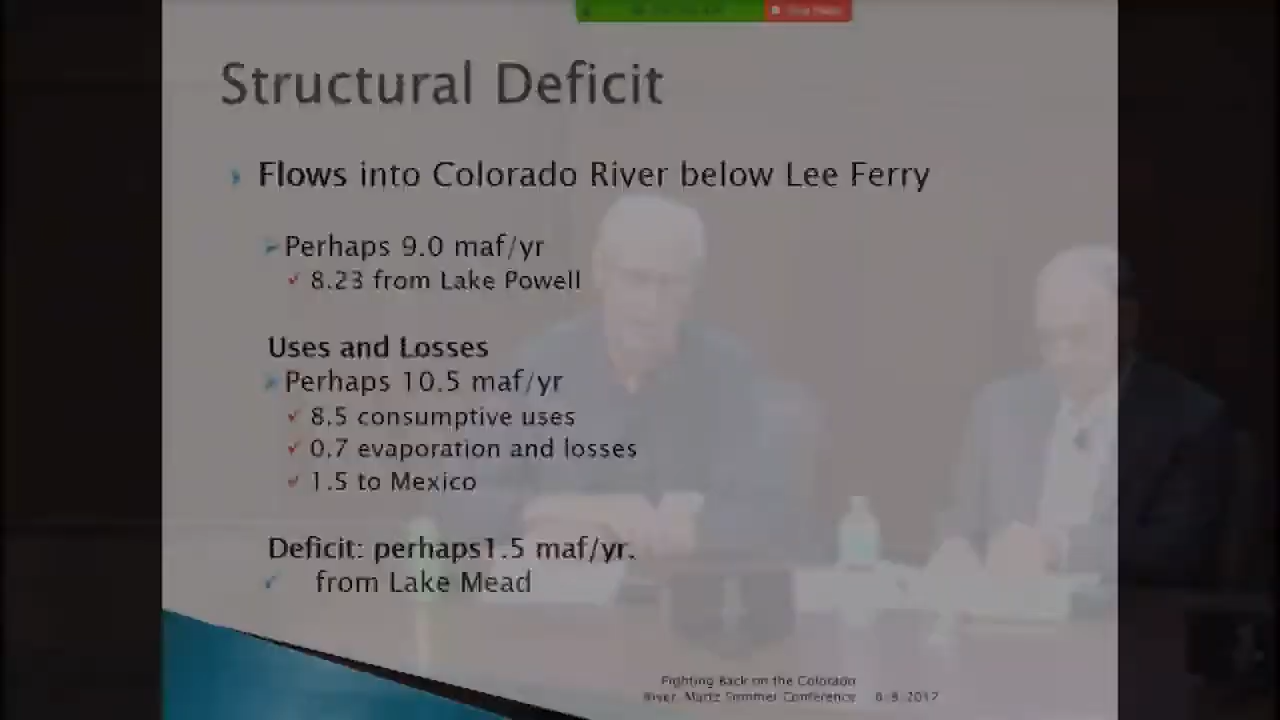 Structural Deficit
Flows into Colorado River below Lee Ferry
Perhaps 9.0 maf/yr
8.23 from Lake Powell
Uses and Losses
Perhaps 10.5 maf/yr
8.5 consumptive uses
0.7 evaporation and losses
1.5 to Mexico
Deficit: perhaps1.5 maf/yr.
from Lake Mead
Fighting Back on the Colorado
River, Martz Summer Conference 2017